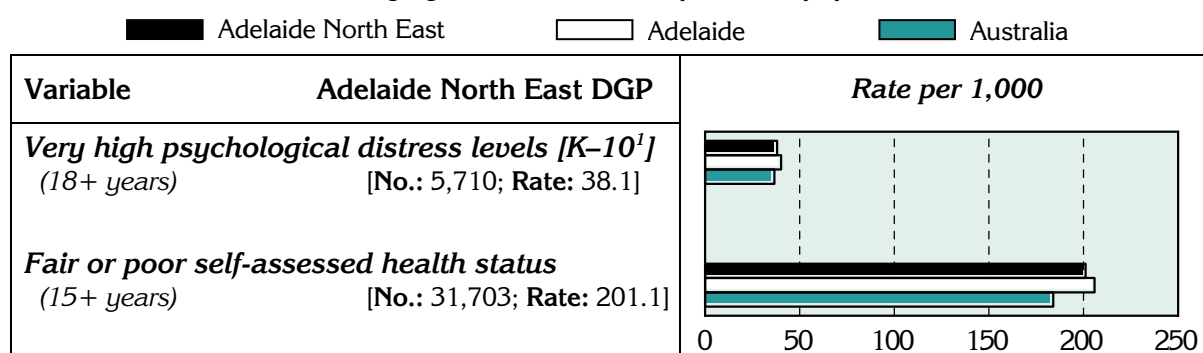 Adelaide North East Adelaide Australia
Variable Adelaide North East DGP Rate per 1,000
Very high psychological distress levels [K–10¹]
(18+ years) [No.: 5,710; Rate: 38.1]
Fair or poor self-assessed health status
(15+ years) [No.: 31,703; Rate: 201.1]
0 50 100 150 200 250